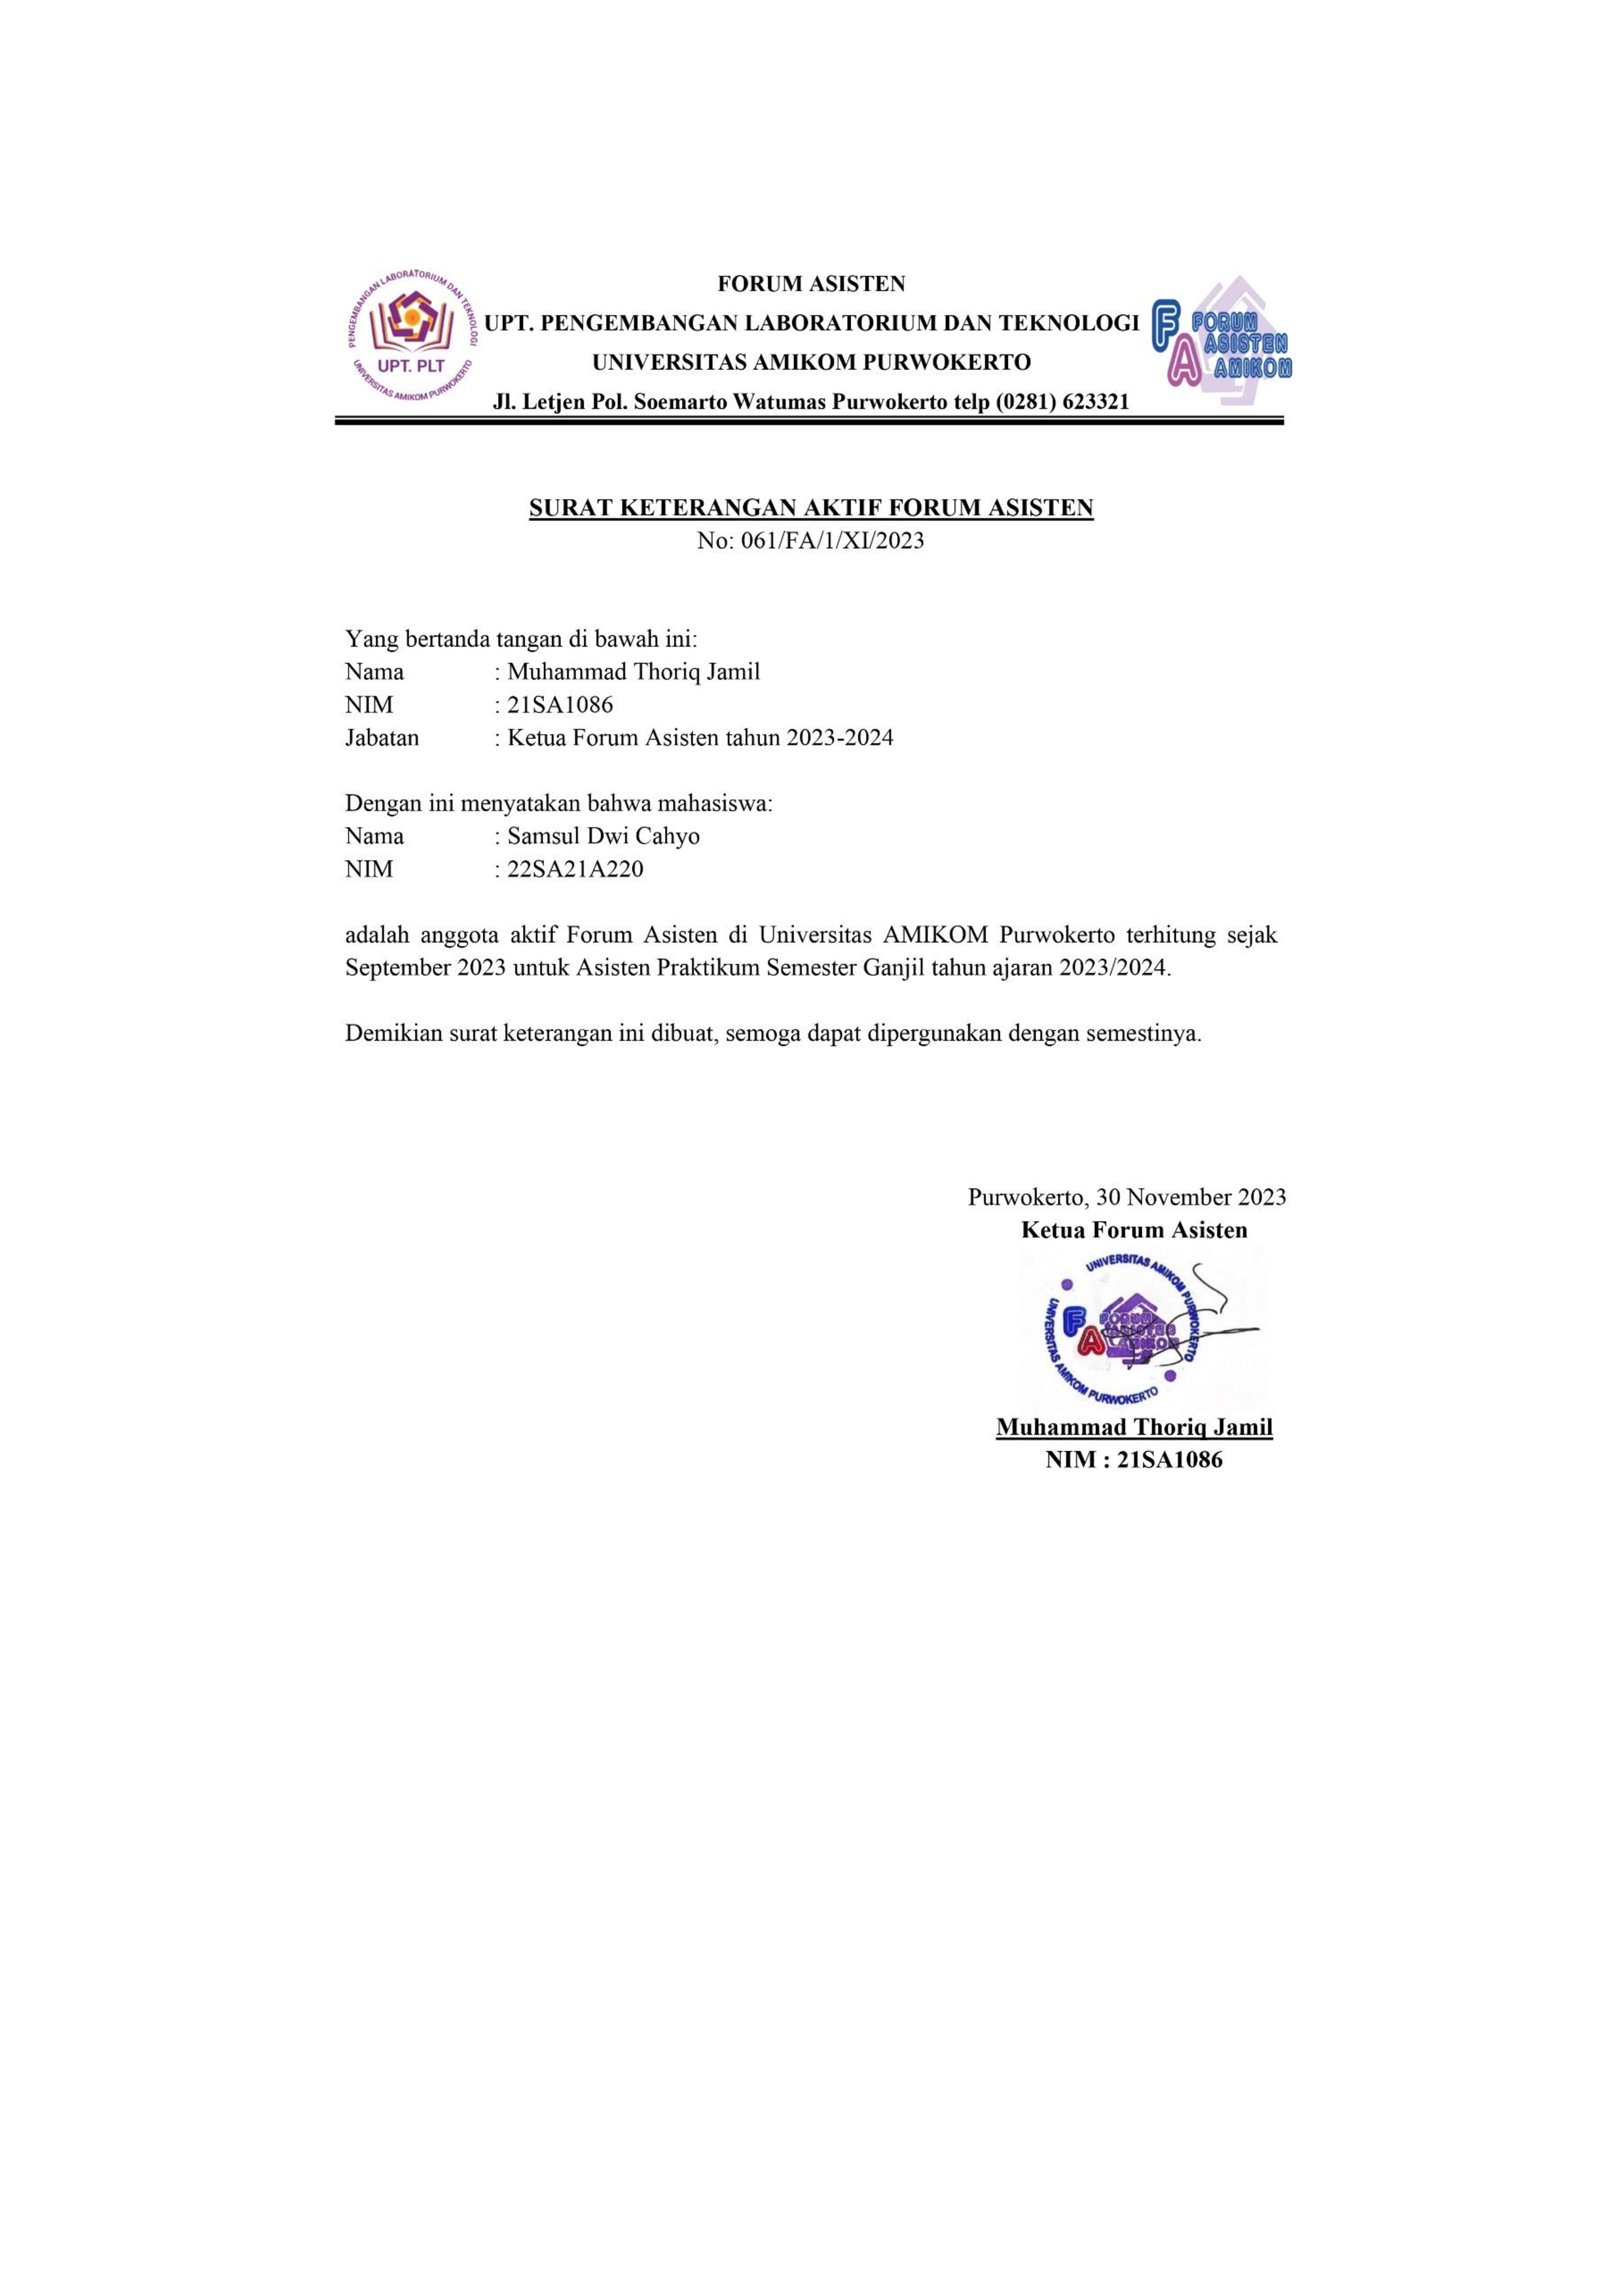 PENGEMBANGAN LABORATORIUM DAN TEKNOLOGI
UPT. PLT
UNIVERSITAS AMIKOM PURWOKERTO
FORUM ASISTEN
UPT. PENGEMBANGAN LABORATORIUM DAN TEKNOLOGI
UNIVERSITAS AMIKOM PURWOKERTO
Jl. Letjen Pol. Soemarto Watumas Purwokerto telp (0281) 623321
FA
FORUM
ASISTEN
AMIKOM
SURAT KETERANGAN AKTIF FORUM ASISTEN
No: 061/FA/1/XI/2023
Yang bertanda tangan di bawah ini:
Nama : Muhammad Thoriq Jamil
NIM : 21SA1086
Jabatan : Ketua Forum Asisten tahun 2023-2024
Dengan ini menyatakan bahwa mahasiswa:
Nama : Samsul Dwi Cahyo
NIM : 22SA21A220
adalah anggota aktif Forum Asisten di Universitas AMIKOM Purwokerto terhitung sejak
September 2023 untuk Asisten Praktikum Semester Ganjil tahun ajaran 2023/2024.
Demikian surat keterangan ini dibuat, semoga dapat dipergunakan dengan semestinya.
Purwokerto, 30 November 2023
Ketua Forum Asisten
UNIVERSITAS AMIKOM PURWOKERTO
FA
FORUM
ASISTEN
AMIKOM
UNIVERSITAS AMIKOM PURWOKERTO
Muhammad Thoriq Jamil
NIM : 21SA1086